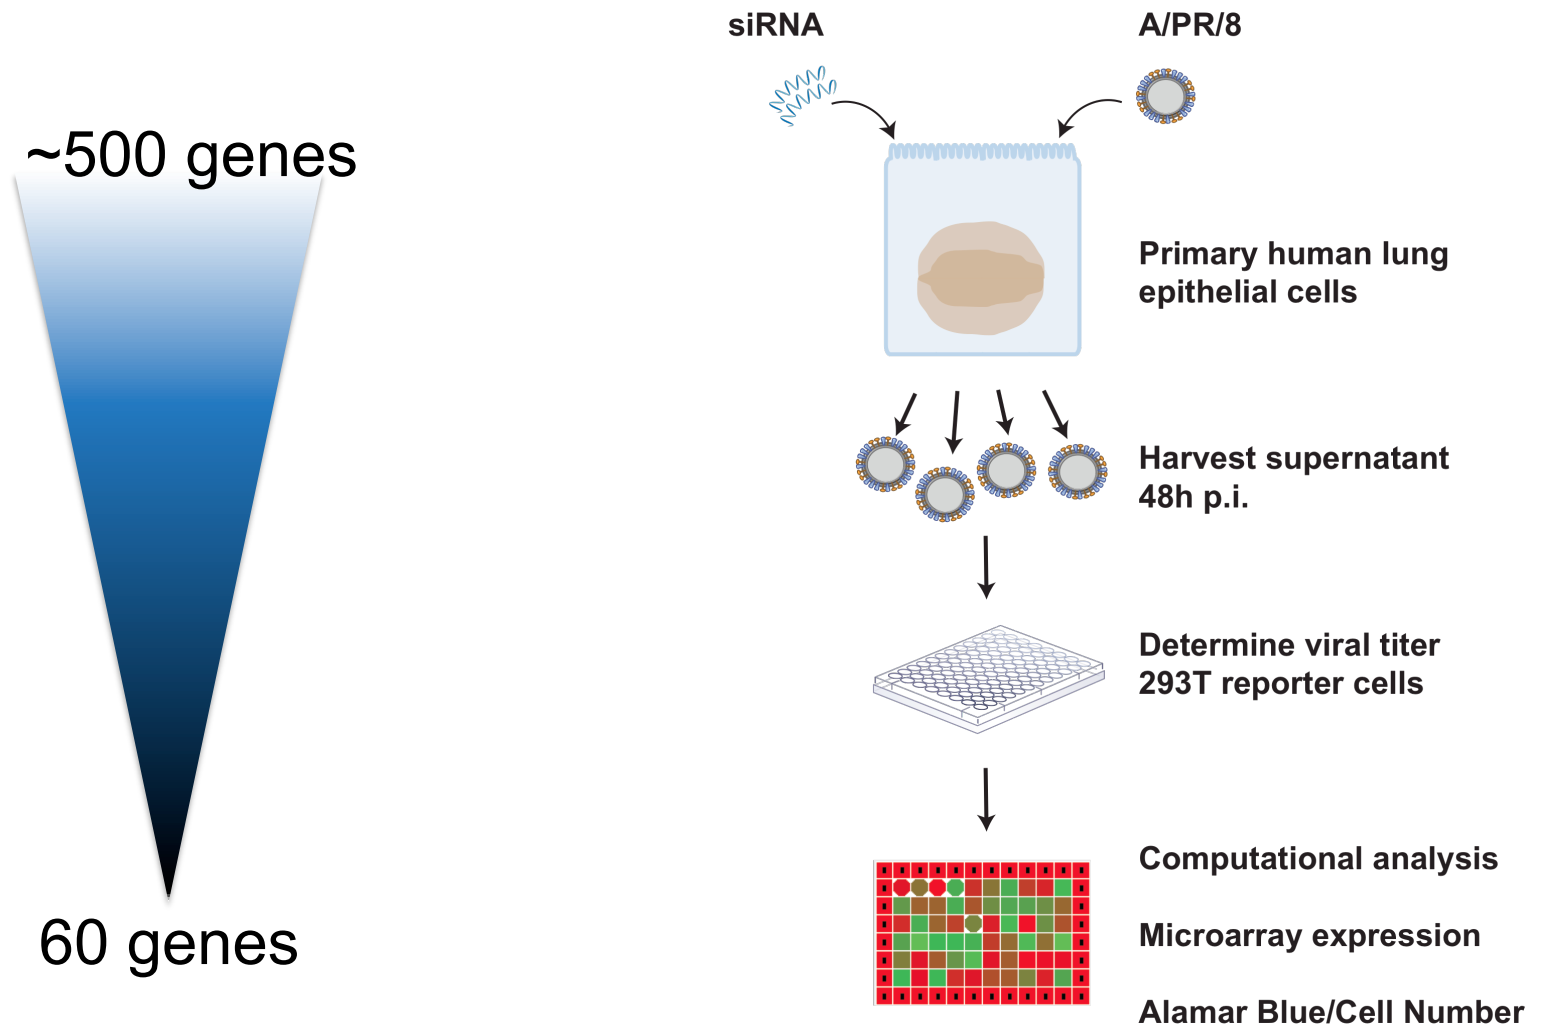 siRNA
A/PR/8
~500 genes
Primary human lung
epithelial cells
Harvest supernatant
48h p.i.
Determine viral titer
293T reporter cells
Computational analysis
60 genes
Microarray expression
Alamar Blue/Cell Number